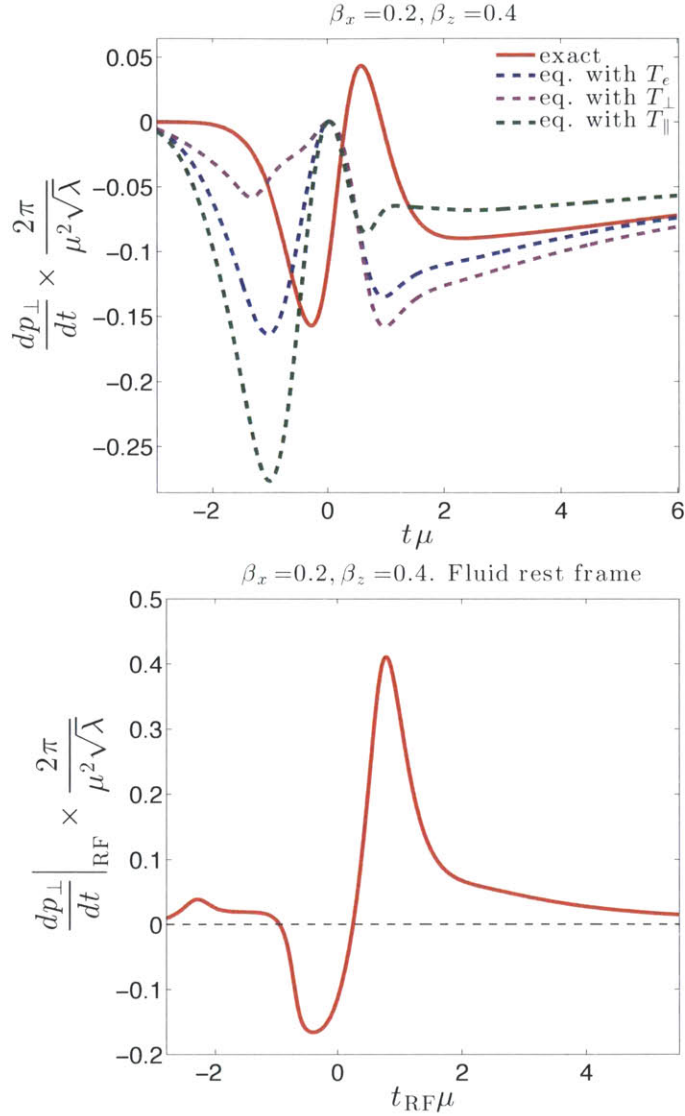 β_x =0.2, β_z =0.4
exact
eq. with T_e
eq. with T_⊥
eq. with T_∥
0.05
0
−0.05
−0.1
−0.15
−0.2
−0.25
dp_⊥/dt × 2π/μ²√λ
−2 0 2 4 6
tμ
β_x =0.2, β_z =0.4. Fluid rest frame
0.5
0.4
0.3
0.2
0.1
0
−0.1
−0.2
dp_⊥/dt|_RF × 2π/μ²√λ
−2 0 2 4
t_RFμ